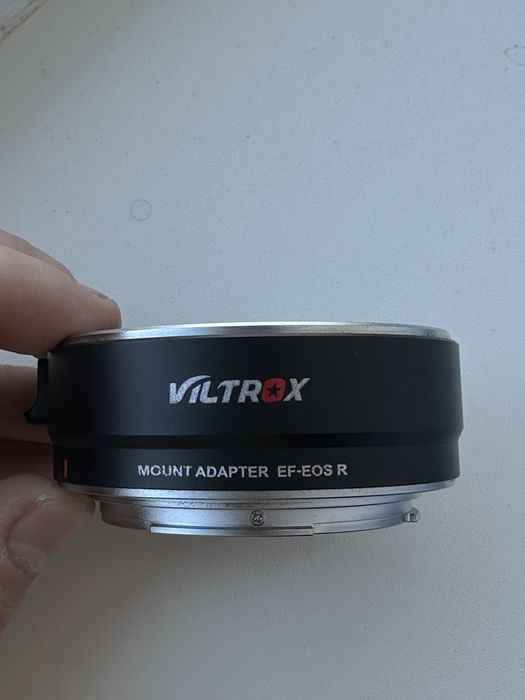 VILTROX
MOUNT ADAPTER EF-EOS R